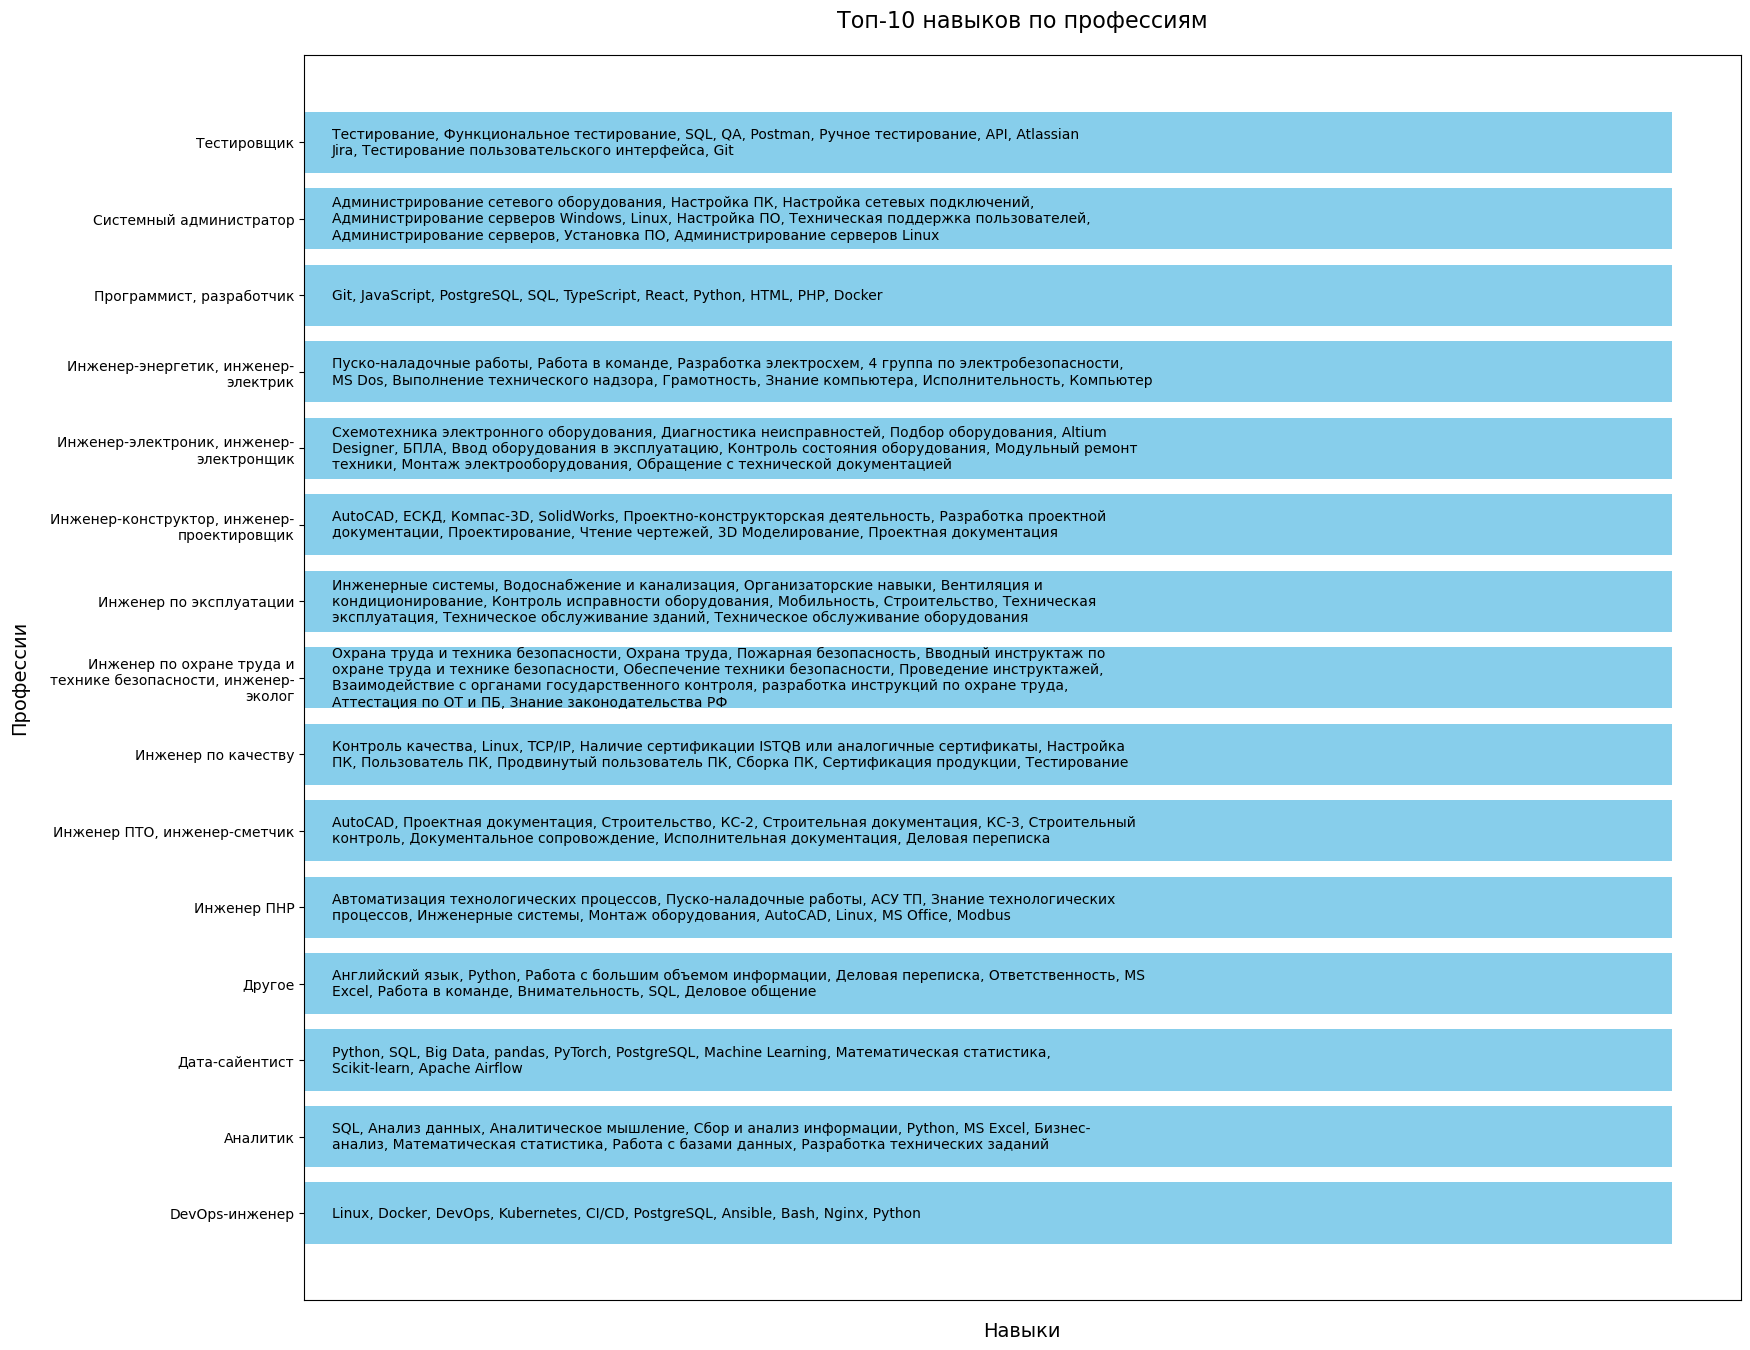 Топ-10 навыков по профессиям
Тестировщик
Тестирование, Функциональное тестирование, SQL, QA, Postman, Ручное тестирование, API, Atlassian
Jira, Тестирование пользовательского интерфейса, Git
Системный администратор
Администрирование сетевого оборудования, Настройка ПК, Настройка сетевых подключений,
Администрирование серверов Windows, Linux, Настройка ПО, Техническая поддержка пользователей,
Администрирование серверов, Установка ПО, Администрирование серверов Linux
Программист, разработчик
Git, JavaScript, PostgreSQL, SQL, TypeScript, React, Python, HTML, PHP, Docker
Инженер-энергетик, инженер-
электрик
Пуско-наладочные работы, Работа в команде, Разработка электросхем, 4 группа по электробезопасности,
MS Dos, Выполнение технического надзора, Грамотность, Знание компьютера, Исполнительность, Компьютер
Инженер-электроник, инженер-
электронщик
Схемотехника электронного оборудования, Диагностика неисправностей, Подбор оборудования, Altium
Designer, БПЛА, Ввод оборудования в эксплуатацию, Контроль состояния оборудования, Модульный ремонт
техники, Монтаж электрооборудования, Обращение с технической документацией
Инженер-конструктор, инженер-
проектировщик
AutoCAD, ЕСКД, Компас-3D, SolidWorks, Проектно-конструкторская деятельность, Разработка проектной
документации, Проектирование, Чтение чертежей, 3D Моделирование, Проектная документация
Инженер по эксплуатации
Инженерные системы, Водоснабжение и канализация, Организаторские навыки, Вентиляция и
кондиционирование, Контроль исправности оборудования, Мобильность, Строительство, Техническая
эксплуатация, Техническое обслуживание зданий, Техническое обслуживание оборудования
Инженер по охране труда и
технике безопасности, инженер-
эколог
Охрана труда и техника безопасности, Охрана труда, Пожарная безопасность, Вводный инструктаж по
охране труда и технике безопасности, Обеспечение техники безопасности, Проведение инструктажей,
Взаимодействие с органами государственного контроля, разработка инструкций по охране труда,
Аттестация по ОТ и ПБ, Знание законодательства РФ
Инженер по качеству
Контроль качества, Linux, TCP/IP, Наличие сертификации ISTQB или аналогичные сертификаты, Настройка
ПК, Пользователь ПК, Продвинутый пользователь ПК, Сборка ПК, Сертификация продукции, Тестирование
Инженер ПТО, инженер-сметчик
AutoCAD, Проектная документация, Строительство, КС-2, Строительная документация, КС-3, Строительный
контроль, Документальное сопровождение, Исполнительная документация, Деловая переписка
Инженер ПНР
Автоматизация технологических процессов, Пуско-наладочные работы, АСУ ТП, Знание технологических
процессов, Инженерные системы, Монтаж оборудования, AutoCAD, Linux, MS Office, Modbus
Другое
Английский язык, Python, Работа с большим объемом информации, Деловая переписка, Ответственность, MS
Excel, Работа в команде, Внимательность, SQL, Деловое общение
Дата-сайентист
Python, SQL, Big Data, pandas, PyTorch, PostgreSQL, Machine Learning, Математическая статистика,
Scikit-learn, Apache Airflow
Аналитик
SQL, Анализ данных, Аналитическое мышление, Сбор и анализ информации, Python, MS Excel, Бизнес-
анализ, Математическая статистика, Работа с базами данных, Разработка технических заданий
DevOps-инженер
Linux, Docker, DevOps, Kubernetes, CI/CD, PostgreSQL, Ansible, Bash, Nginx, Python
Профессии
Навыки